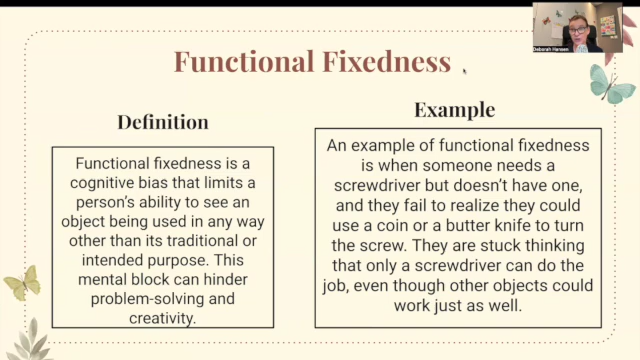 Functional Fixedness
Definition
Functional fixedness is a
cognitive bias that limits a
person's ability to see an
object being used in any way
other than its traditional or
intended purpose. This
mental block can hinder
problem-solving and
creativity.
Example
An example of functional fixedness
is when someone needs a
screwdriver but doesn't have one,
and they fail to realize they could
use a coin or a butter knife to turn
the screw. They are stuck thinking
that only a screwdriver can do the
job, even though other objects could
work just as well.
Deborah Hansen